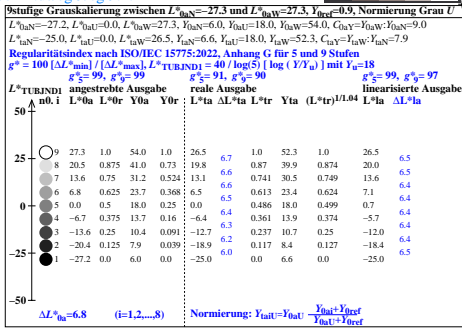 9stufige Grauskalierung zwischen L*0aN=−27.2 und L*0aW=27.3, Y0ref=0.9, Normierung Grau U
L*0aN=−27.2, L*0aU=0.0, L*0aW=27.3, Y0aN=6.0, Y0aU=18.0, Y0aW=54.0, C0aY=Y0aW:Y0aN=9.0
L*taN=−25.0, L*taU=0.0, L*taW=26.5, YtaN=6.6, YtaU=18.0, YtaW=52.3, CtaY=YtaW:YtaN=7.9
Regularitätsindex nach ISO/IEC 15775:2022, Anhang G für 5 und 9 Stufen
g* = 100 [ΔL*min] / [ΔL*max], L*TUBJND1 = 40 / log(5) [ log ( Y/Yu) ] mit Yu=18
g*5= 99, g*9=99 g*5= 91, g*9=90 g*5= 99, g*9= 97
L*TUBJND1 angestrebte Ausgabe reale Ausgabe linearisierte Ausgabe
n0. i L*0a L*0r Y0a Y0r L*ta ΔL*ta L*tr Yta (L*tr)1/1.04 L*la ΔL*la
50
9 27.3 1.0 54.0 1.0 26.5 1.0 52.3 1.0 26.5
6.7 6.5
8 20.5 0.875 41.0 0.73 19.8 0.87 39.9 0.874 20.0
6.6 6.5
25
7 13.6 0.75 31.2 0.524 13.1 0.741 30.5 0.749 13.6
6.6 6.5
6 6.8 0.625 23.7 0.368 6.5 0.613 23.4 0.624 7.1
6.5 6.4
0
5 0.0 0.5 18.0 0.25 0.0 0.486 18.0 0.499 0.7
6.4 6.4
4 −6.7 0.375 13.7 0.16 −6.4 0.361 13.9 0.374 −5.7
6.3 6.4
3 −13.6 0.25 10.4 0.091 −12.7 0.237 10.7 0.25 −12.0
6.2 6.4
2 −20.4 0.125 7.9 0.039 −18.9 0.117 8.4 0.127 −18.4
6.0 6.5
−25
1 −27.2 0.0 6.0 0.0 −25.0 0.0 6.6 0.0 −25.0
−50
ΔL*0a=6.8 (i=1,2,...,8) Normierung: YtaiU=Y0aU Y0ai+Y0ref
Y0aU+Y0ref